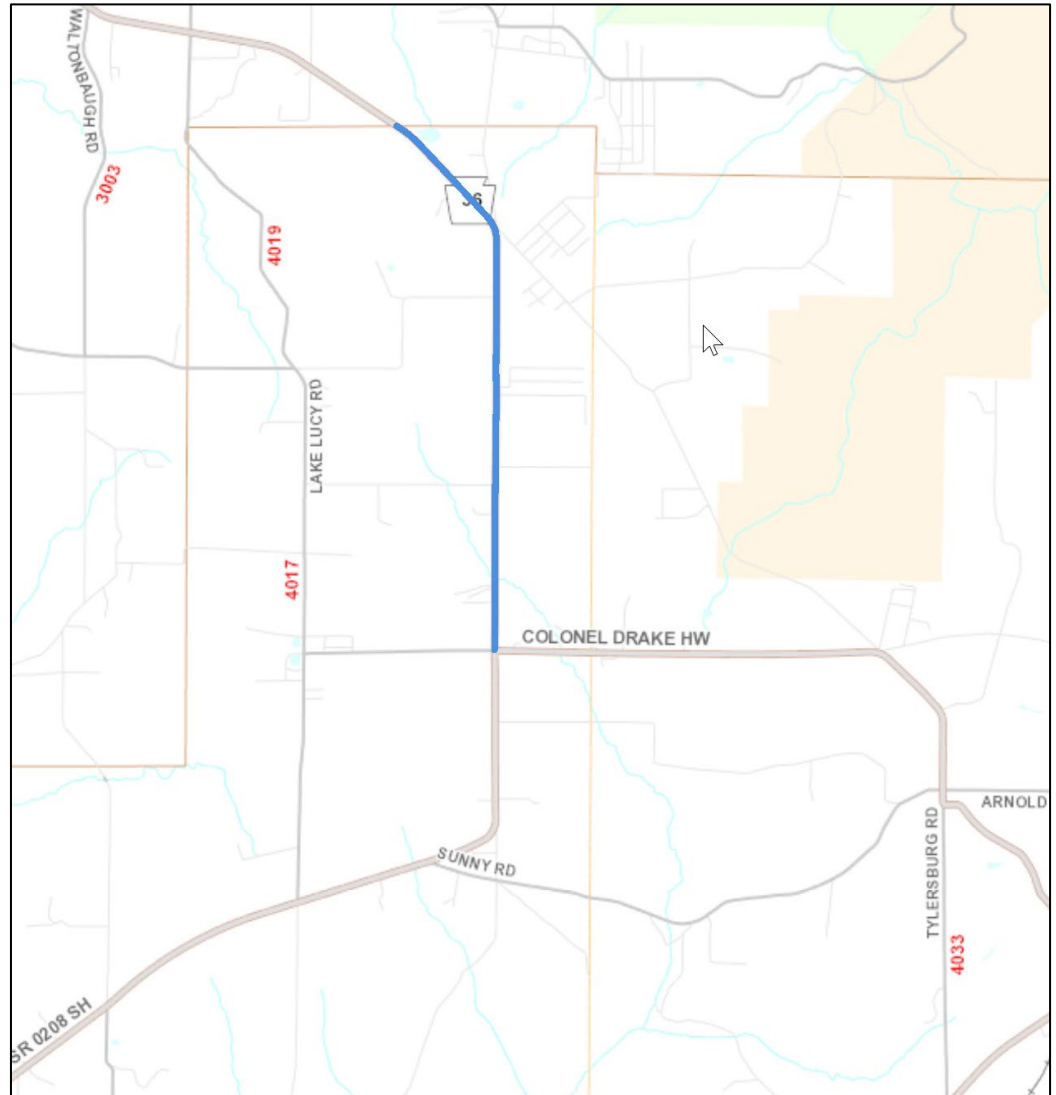 WALTONBAUGH RD
3003
36
4019
LAKE LUCY RD
4017
COLONEL DRAKE HW
ARNOLD
SUNNY RD
TYLERSBURG RD
4033
SR 0208 SH